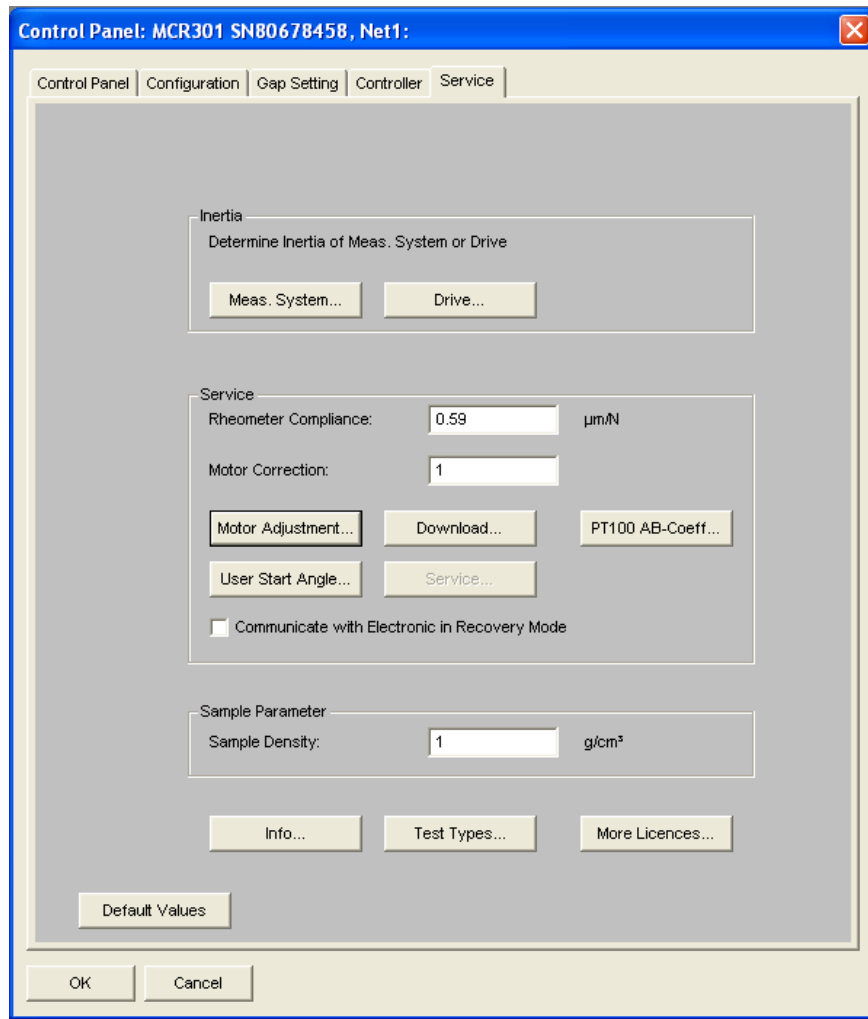 Control Panel: MCR301 SN80678458, Net1:
Control Panel Configuration Gap Setting Controller Service
Inertia
Determine Inertia of Meas. System or Drive
Meas. System... Drive...
Service
Rheometer Compliance: 0.59 µm/N
Motor Correction: 1
Motor Adjustment... Download... PT100 AB-Coeff...
User Start Angle... Service...
Communicate with Electronic in Recovery Mode
Sample Parameter
Sample Density: 1 g/cm³
Info... Test Types... More Licences...
Default Values
OK Cancel